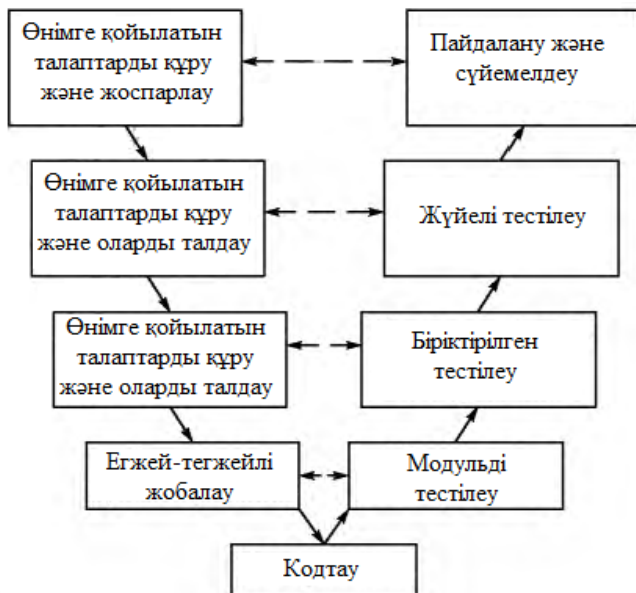 Өнімге қойылатын
талаптарды құру
және жоспарлау
Пайдалану және
сүйемелдеу
Өнімге қойылатын
талаптарды құру
және оларды талдау
Жүйелі тестілеу
Өнімге қойылатын
талаптарды құру
және оларды талдау
Біріктірілген
тестілеу
Егжей-тегжейлі
жобалау
Модульді
тестілеу
Кодтау